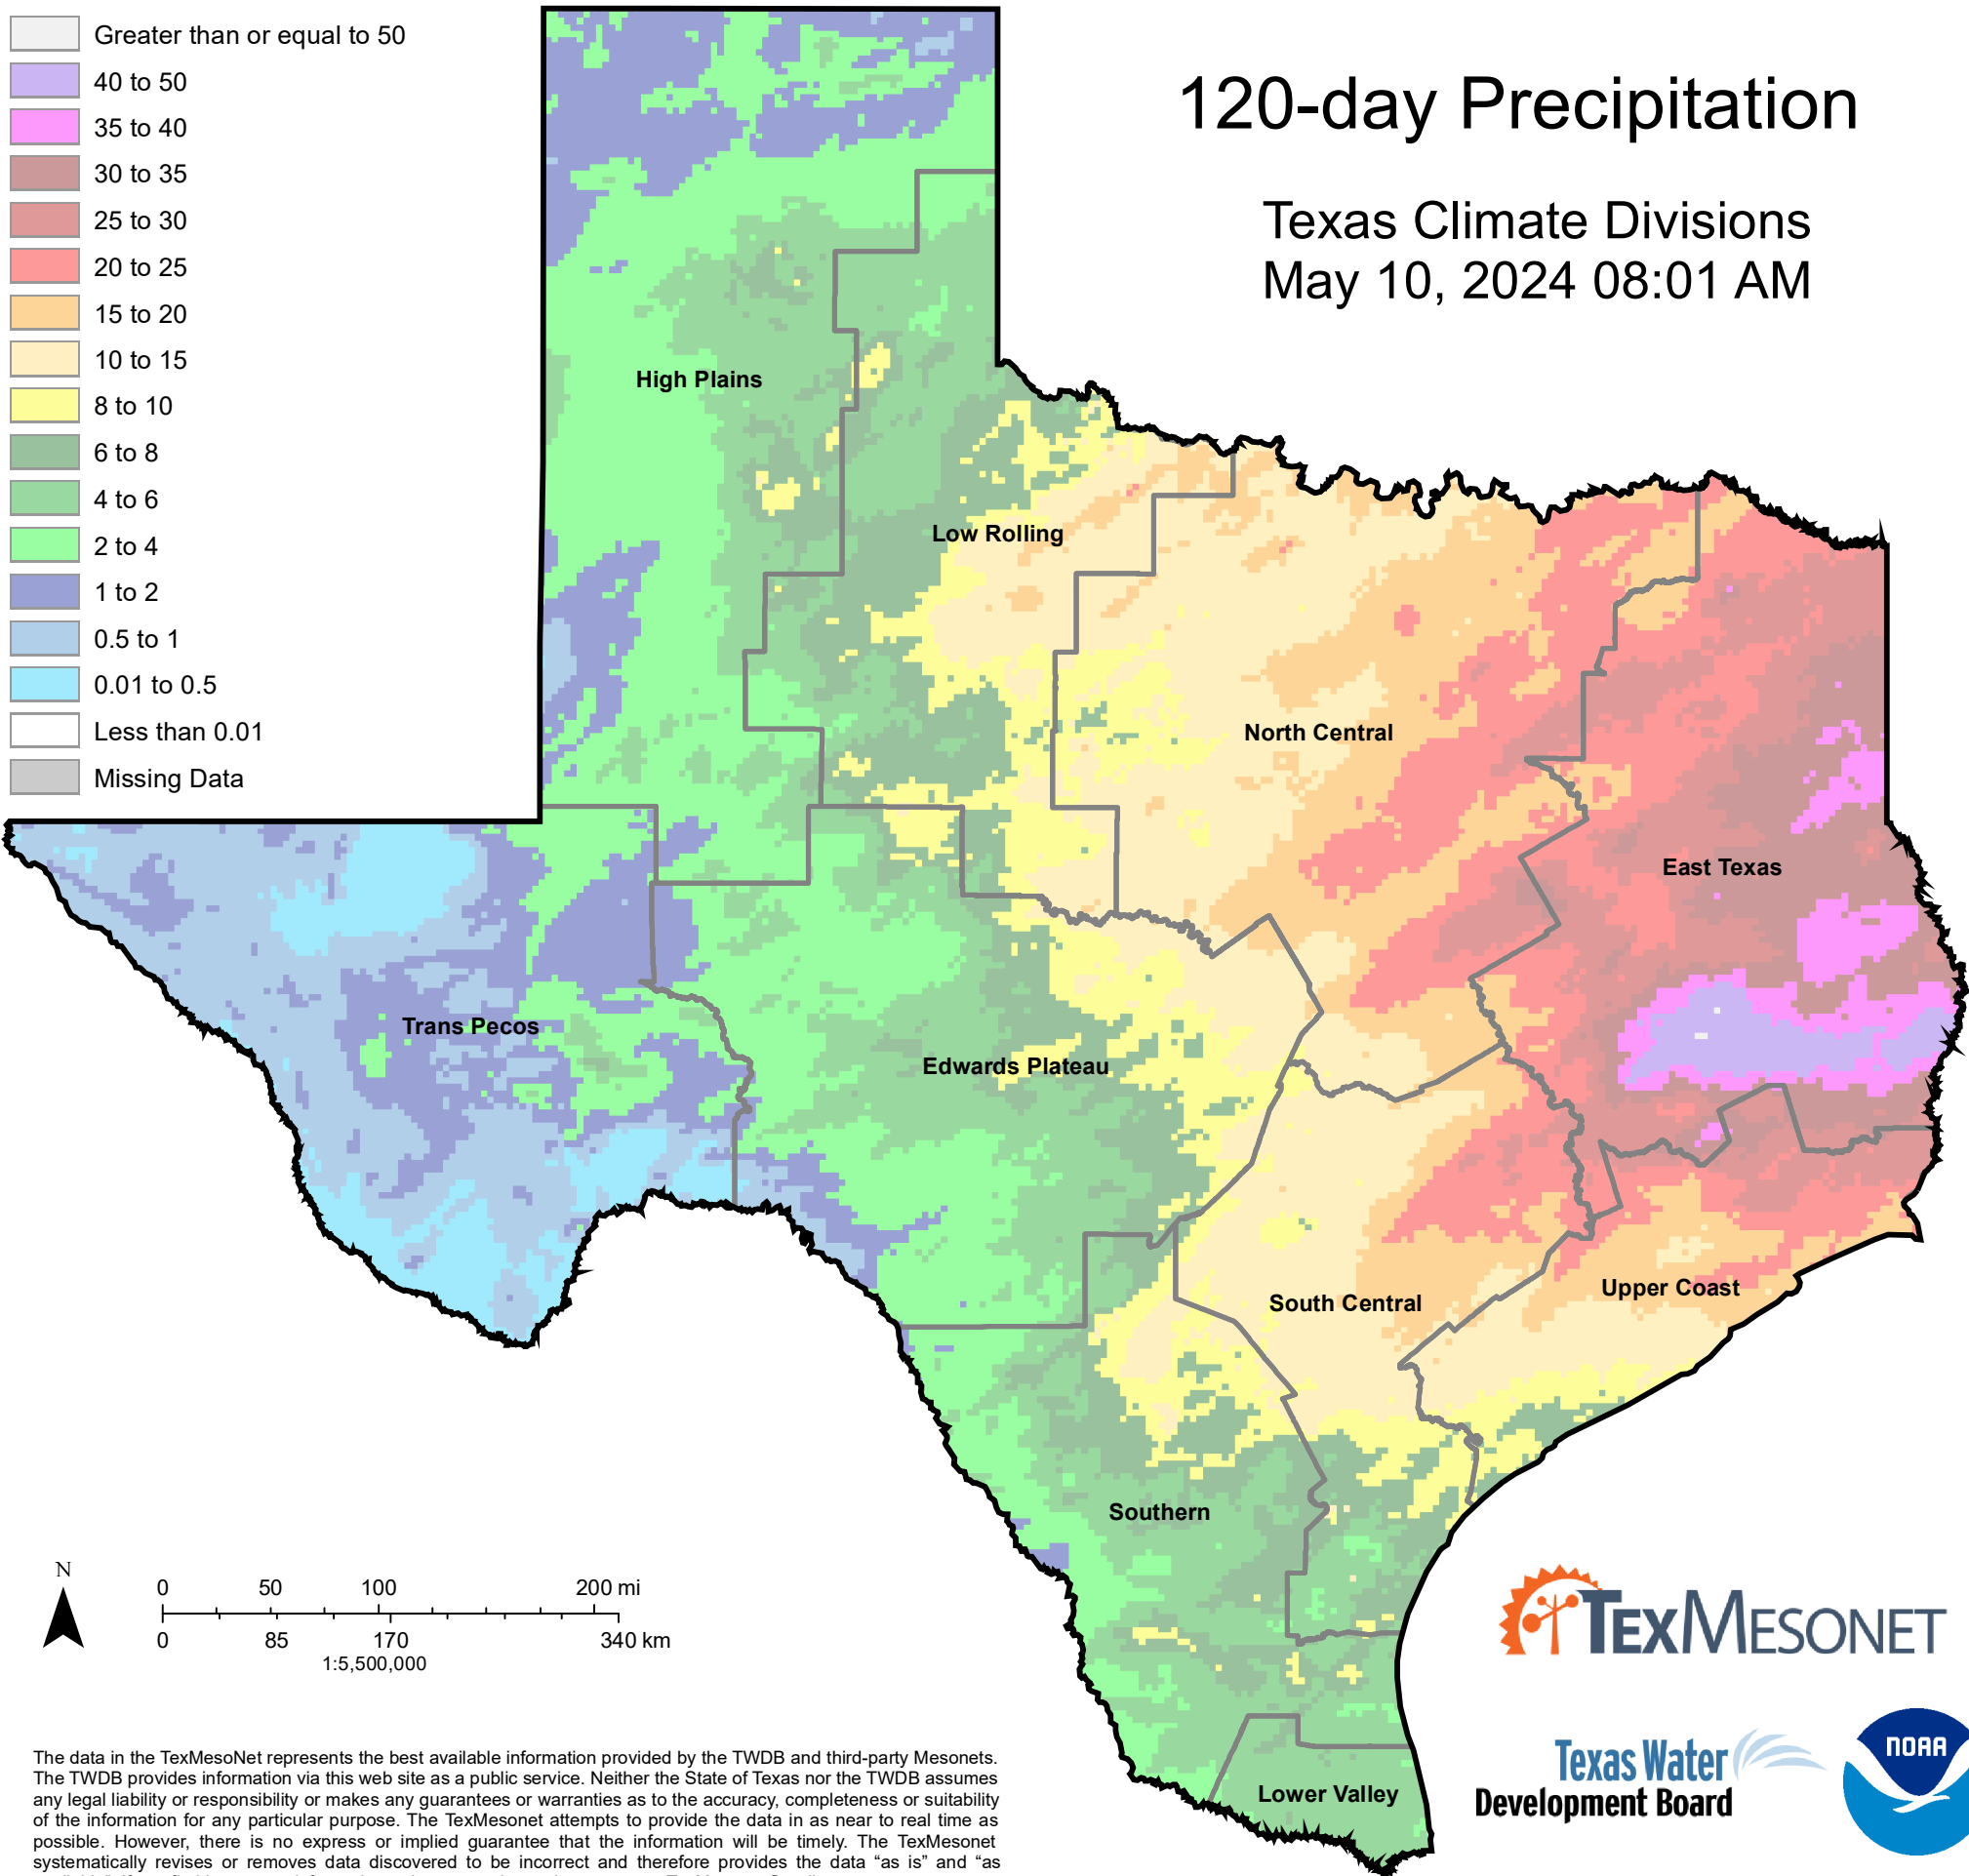 Greater than or equal to 50
40 to 50
35 to 40
30 to 35
25 to 30
20 to 25
15 to 20
10 to 15
8 to 10
6 to 8
4 to 6
2 to 4
1 to 2
0.5 to 1
0.01 to 0.5
Less than 0.01
Missing Data
120-day Precipitation
Texas Climate Divisions
May 10, 2024 08:01 AM
High Plains
Low Rolling
North Central
East Texas
Trans Pecos
Edwards Plateau
South Central
Upper Coast
Southern
Lower Valley
N
0 50 100 200 mi
0 85 170 340 km
1:5,500,000
TEXMESONET
Texas Water
Development Board
NOAA
The data in the TexMesoNet represents the best available information provided by the TWDB and third-party Mesonets.
The TWDB provides information via this web site as a public service. Neither the State of Texas nor the TWDB assumes
any legal liability or responsibility or makes any guarantees or warranties as to the accuracy, completeness or suitability
of the information for any particular purpose. The TexMesonet attempts to provide the data in as near to real time as
possible. However, there is no express or implied guarantee that the information will be timely. The TexMesonet
systematically revises or removes data discovered to be incorrect and therefore provides the data “as is” and “as